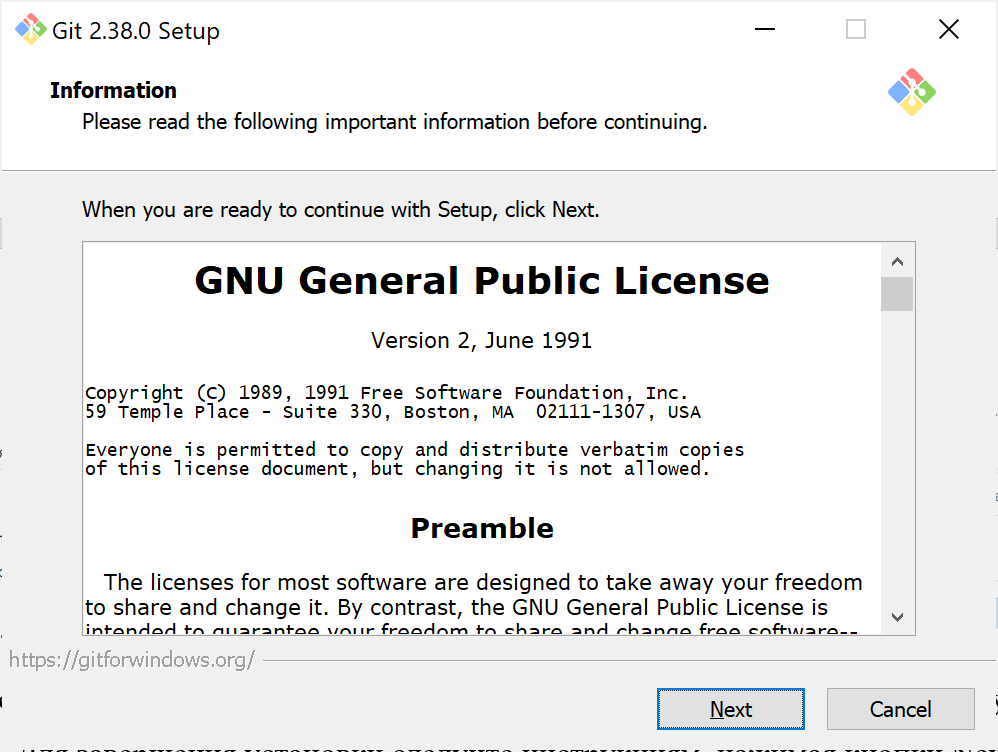 Git 2.38.0 Setup
Information
Please read the following important information before continuing.
When you are ready to continue with Setup, click Next.
GNU General Public License
Version 2, June 1991
Copyright (C) 1989, 1991 Free Software Foundation, Inc.
59 Temple Place - Suite 330, Boston, MA  02111-1307, USA
Everyone is permitted to copy and distribute verbatim copies
of this license document, but changing it is not allowed.
Preamble
The licenses for most software are designed to take away your freedom
to share and change it. By contrast, the GNU General Public License is
intended to guarantee your freedom to share and change free software--
https://gitforwindows.org/
Next
Cancel